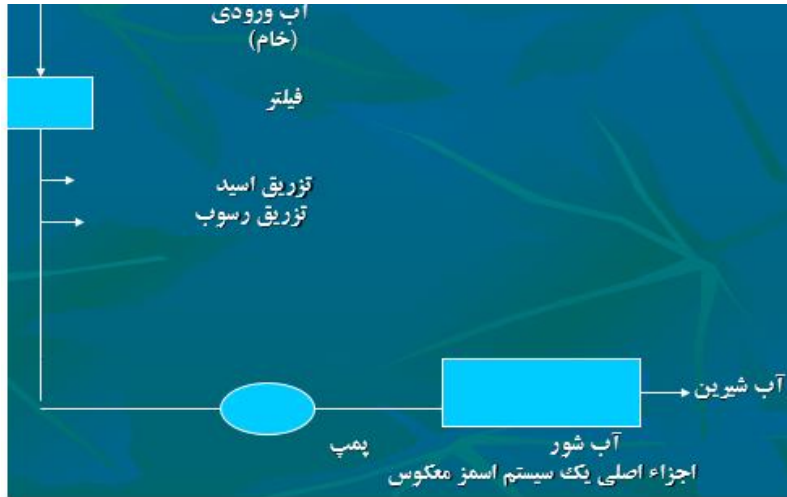 آب ورودی
(خام)
فیلتر
تزریق اسید
تزریق رسوب
آب شیرین
پمپ
آب شور
اجزاء اصلی یک سیستم اسمز معکوس